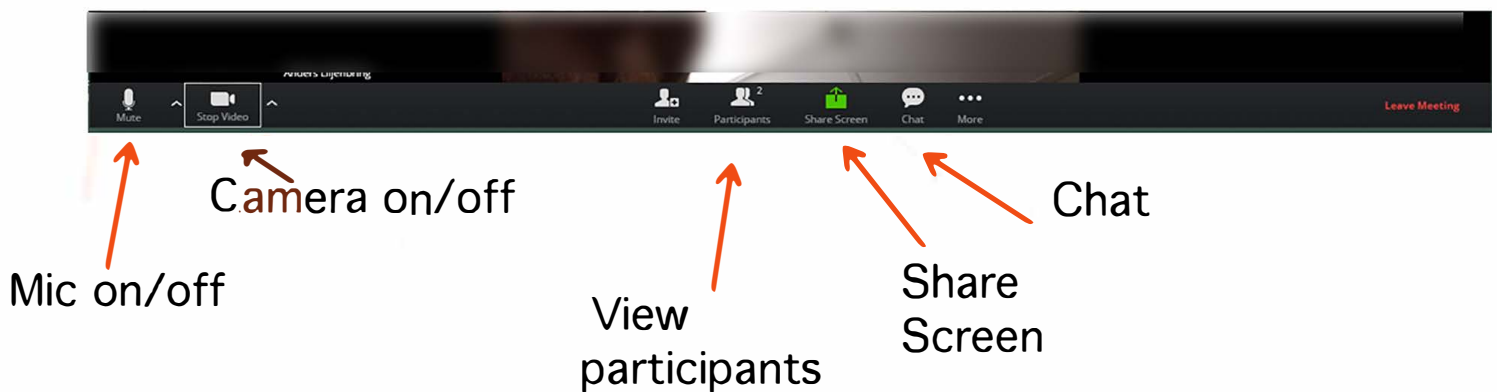 Anders Liljenbring
Mute
Stop Video
Invite
Participants 2
Share Screen
Chat
More
Leave Meeting
Camera on/off
Chat
Mic on/off
View
participants
Share
Screen